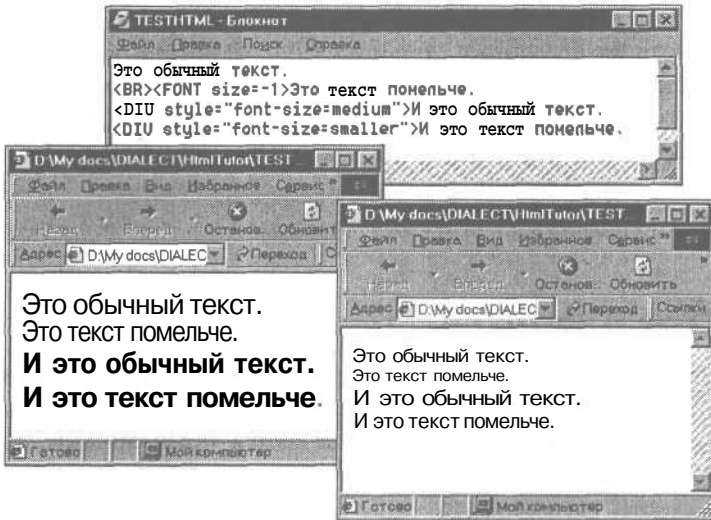 TESTHTML - Блокнот
Файл Правка Поиск Справка
Это обычный текст.
<BR><FONT size=-1>Это текст помельче.
<DIV style="font-size=medium">И это обычный текст.
<DIV style="font-size=smaller">И это текст помельче.
D:\My docs\DIALECT\HtmlTutor\TEST...
Файл Правка Вид Избранное Сервис »
Назад Вперед Останов. Обновит
Адрес D:\My docs\DIALEC Переход
Это обычный текст.
Это текст помельче.
И это обычный текст.
И это текст помельче.
Готово Мой компьютер
D:\My docs\DIALECT\HtmlTutor\TEST...
Файл Правка Вид Избранное Сервис »
Назад Вперед Останов. Обновить »
Адрес D:\My docs\DIALEC Переход Ссылки
Это обычный текст.
Это текст помельче.
И это обычный текст.
И это текст помельче.
Готово Мой компьютер